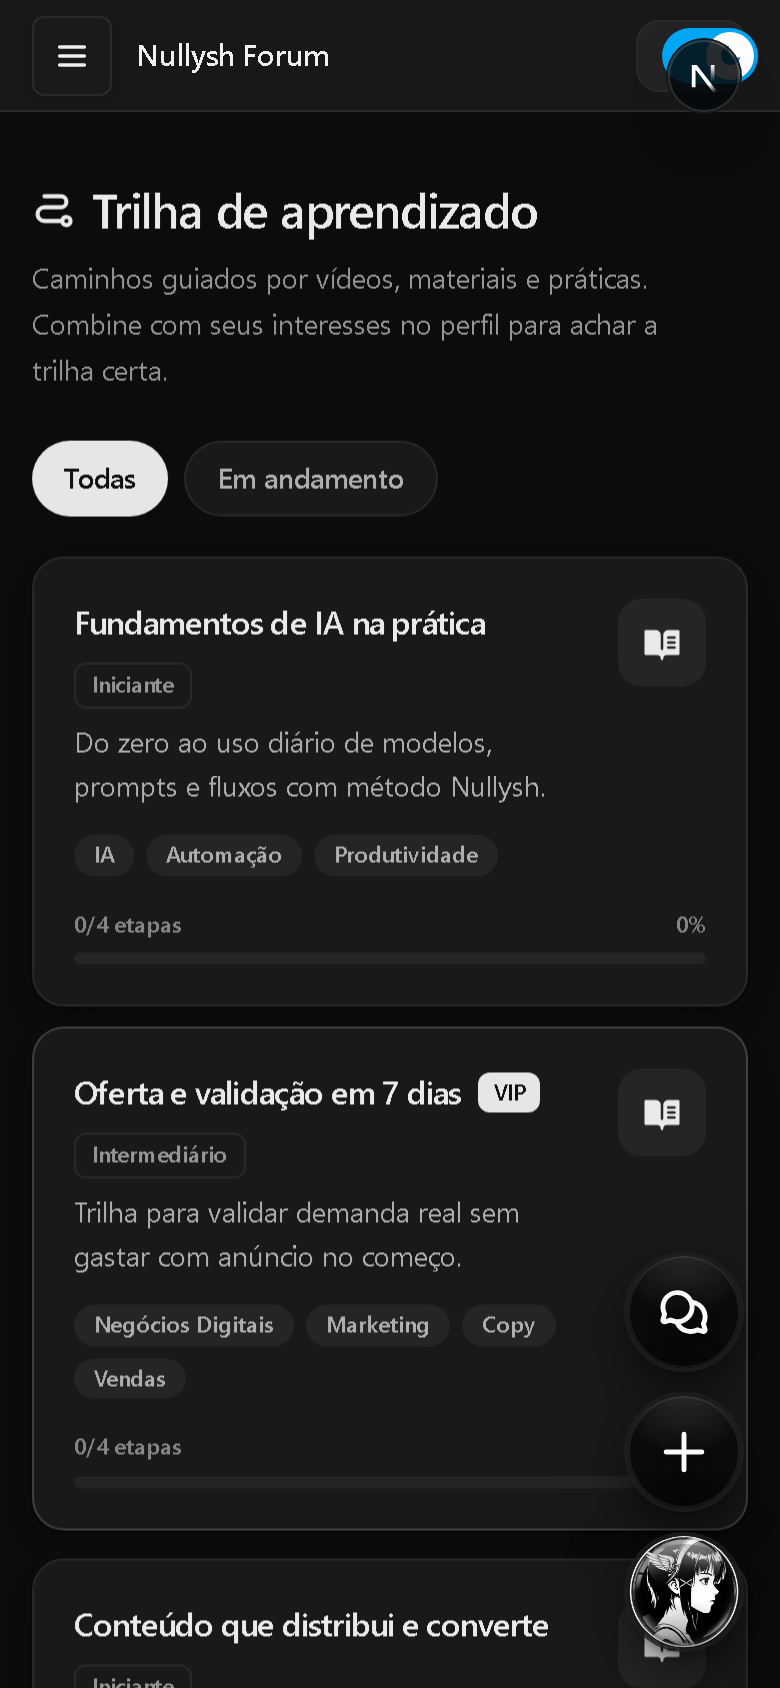 Nullysh Forum
N
Trilha de aprendizado
Caminhos guiados por vídeos, materiais e práticas.
Combine com seus interesses no perfil para achar a
trilha certa.
Todas
Em andamento
Fundamentos de IA na prática
Iniciante
Do zero ao uso diário de modelos,
prompts e fluxos com método Nullysh.
IA
Automação
Produtividade
0/4 etapas
0%
Oferta e validação em 7 dias
VIP
Intermediário
Trilha para validar demanda real sem
gastar com anúncio no começo.
Negócios Digitais
Marketing
Copy
Vendas
0/4 etapas
Conteúdo que distribui e converte
Iniciante